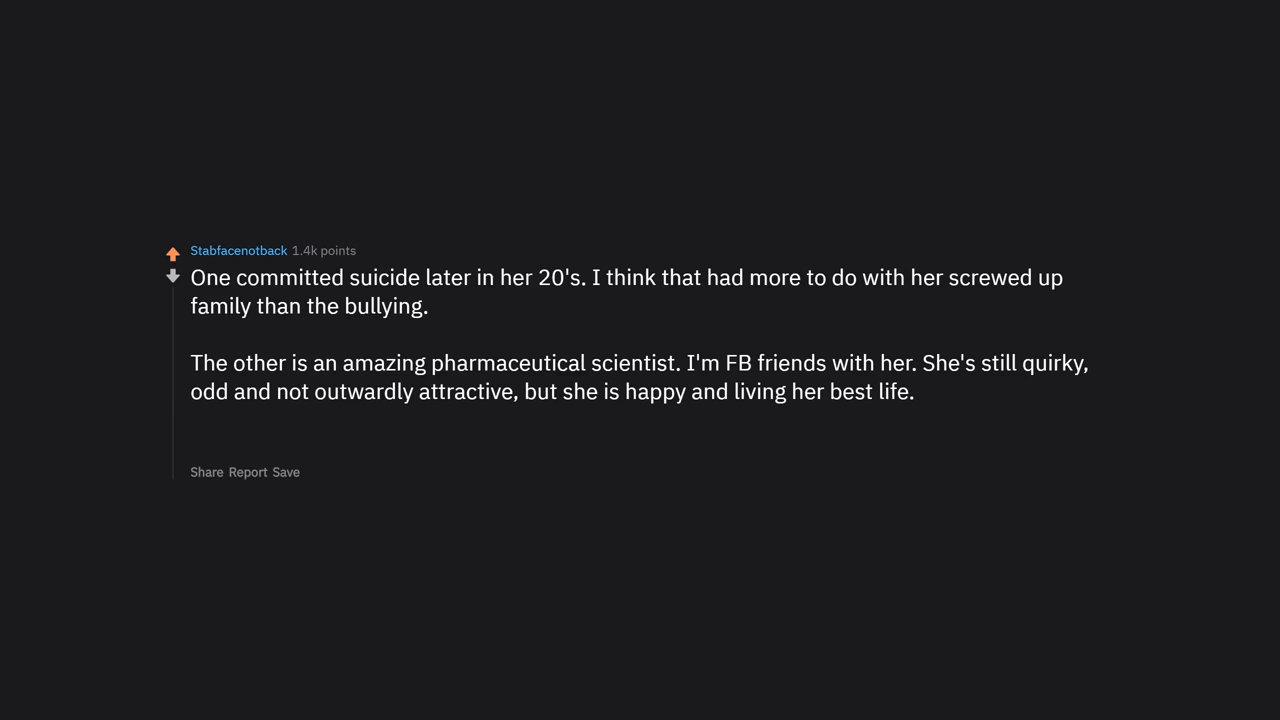 Stabfacenotback 1.4k points
One committed suicide later in her 20's. I think that had more to do with her screwed up
family than the bullying.
The other is an amazing pharmaceutical scientist. I'm FB friends with her. She's still quirky,
odd and not outwardly attractive, but she is happy and living her best life.
Share Report Save